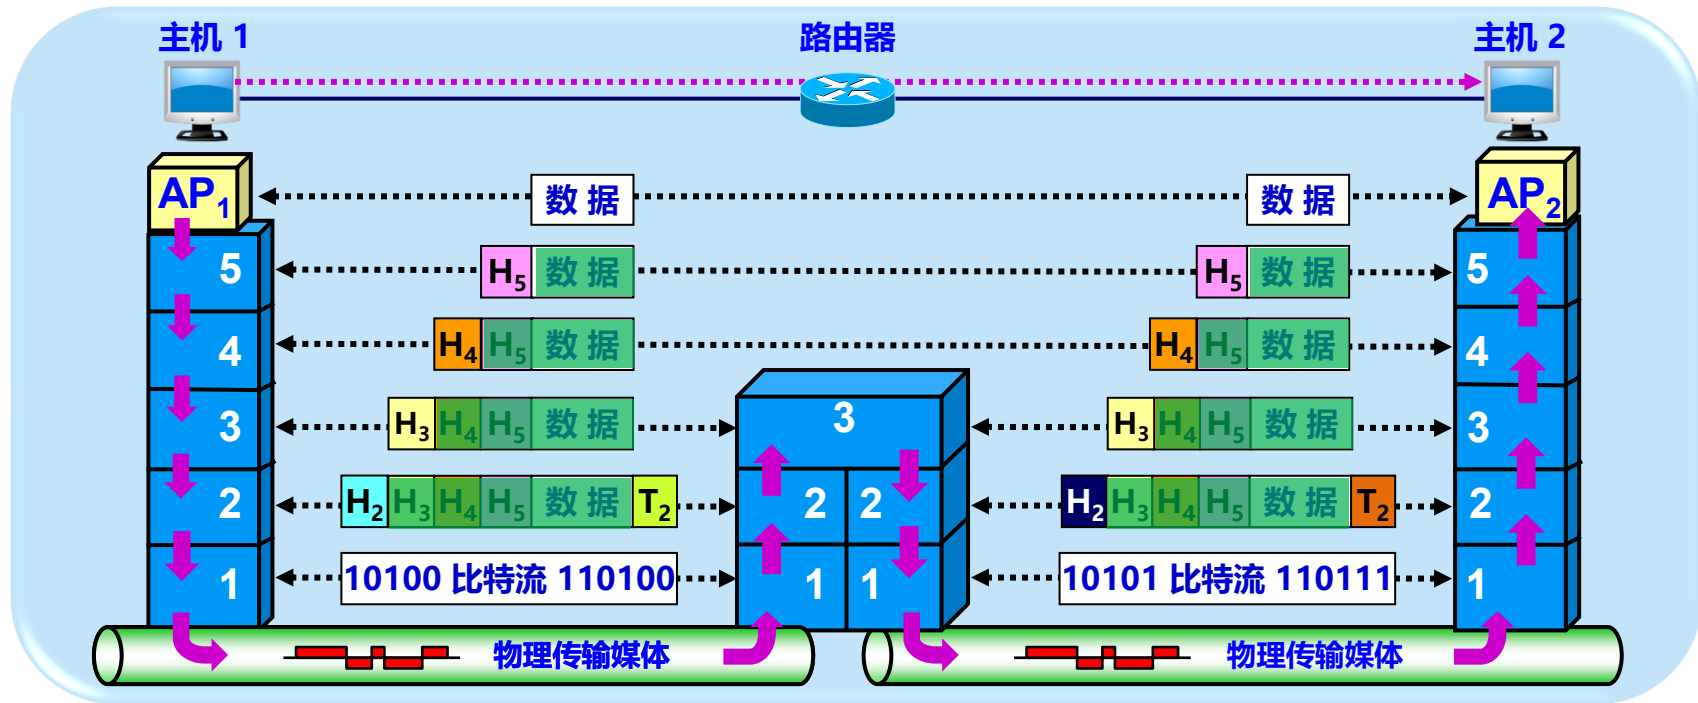 主机 1 路由器 主机 2
AP1 数 据 数 据 AP2
5 H5 数 据 H5 数 据 5
4 H4 H5 数 据 H4 H5 数 据 4
3 H3 H4 H5 数 据 3 H3 H4 H5 数 据 3
2 H2 H3 H4 H5 数 据 T2 2 2 H2 H3 H4 H5 数 据 T2 2
1 10100 比特流 110100 1 1 10101 比特流 110111 1
物理传输媒体 物理传输媒体